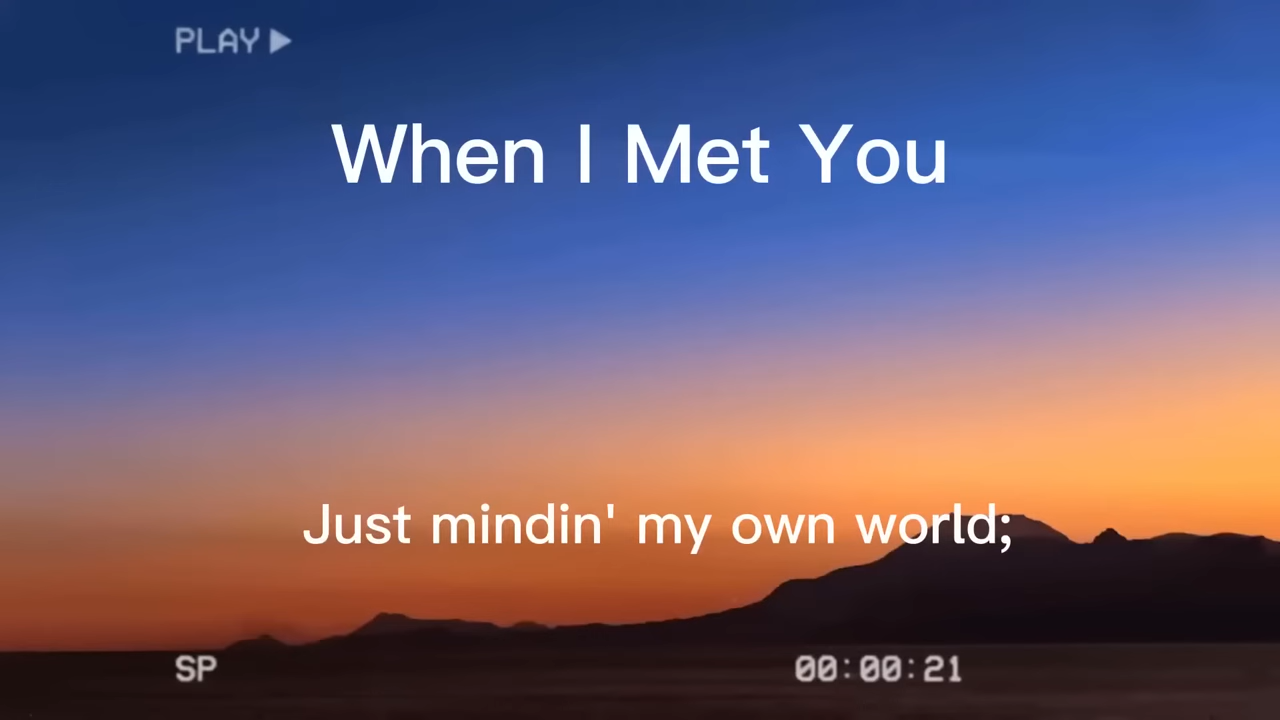 PLAY ▶
When I Met You
Just mindin' my own world;
SP
00:00:21